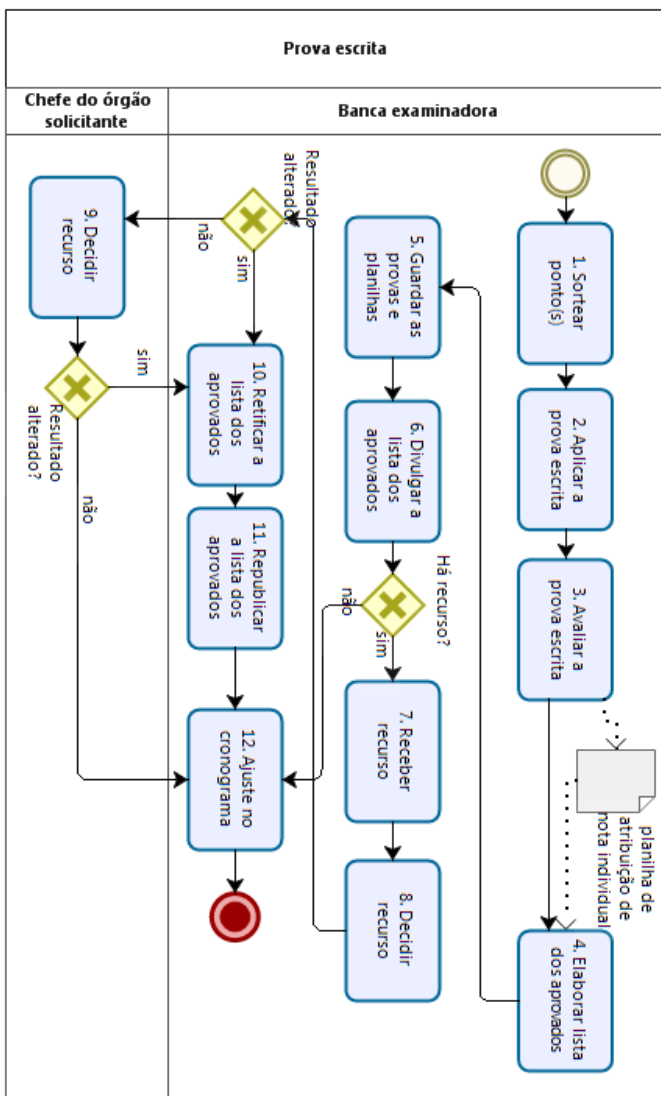 Prova escrita
Chefe do órgão
solicitante
Banca examinadora
1. Sortear
ponto(s)
2. Aplicar a
prova escrita
3. Avaliar a
prova escrita
planilha de
atribuição de
nota individual
4. Elaborar lista
dos aprovados
5. Guardar as
provas e
planilhas
6. Divulgar a
lista dos
aprovados
Há recurso?
não
sim
7. Receber
recurso
8. Decidir
recurso
Resultado
alterado?
não
sim
9. Decidir
recurso
sim
Resultado
alterado?
não
10. Retificar a
lista dos
aprovados
11. Republicar
a lista dos
aprovados
12. Ajuste no
cronograma